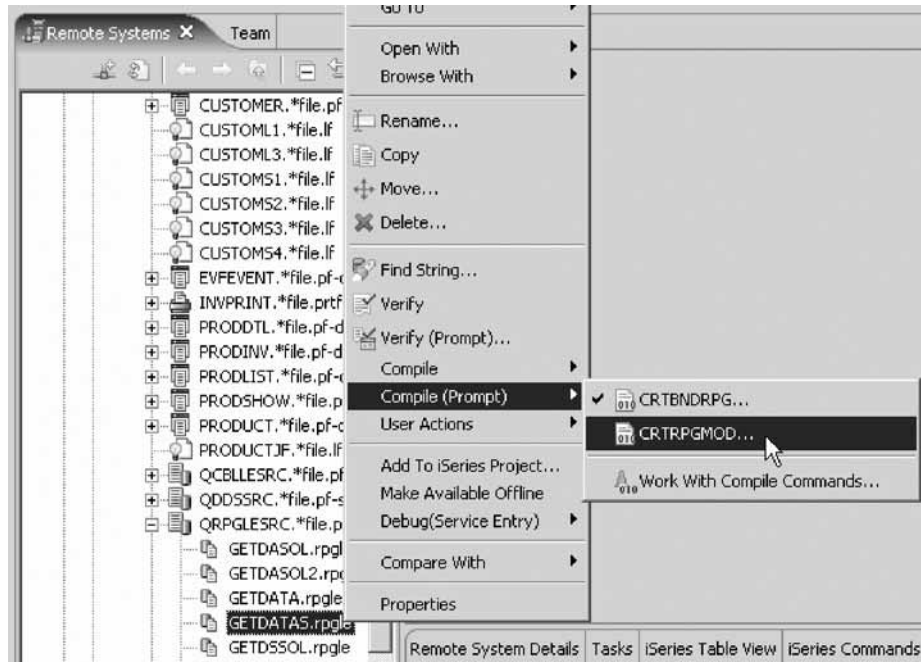 Remote Systems
Team
CUSTOMER.*file.pf
CUSTOML1.*file.lf
CUSTOML3.*file.lf
CUSTOMS1.*file.lf
CUSTOMS2.*file.lf
CUSTOMS3.*file.lf
CUSTOMS4.*file.lf
EVFEVENT.*file.pf-
INVPRINT.*file.prtf
PRODDTL.*file.pf-d
PRODINV.*file.pf-d
PRODLIST.*file.pf-
PRODSHOW.*file.p
PRODUCT.*file.pf-
PRODUCTJF.*file.lf
QCBLLESRC.*file.pf
QDDSSRC.*file.pf-s
QRPGLESRC.*file.p
GETDASOL.rpgl
GETDASOL2.rpg
GETDATA.rpgle
GETDATAS.rpgle
GETDSSOL.rpgle
Go To
Open With
Browse With
Rename...
Copy
Move...
Delete...
Find String...
Verify
Verify (Prompt)...
Compile
Compile (Prompt)
User Actions
Add To iSeries Project...
Make Available Offline
Debug(Service Entry)
Compare With
Properties
CRTBNDRPG...
CRTRPGMOD...
Work With Compile Commands...
Remote System Details
Tasks
iSeries Table View
iSeries Commands